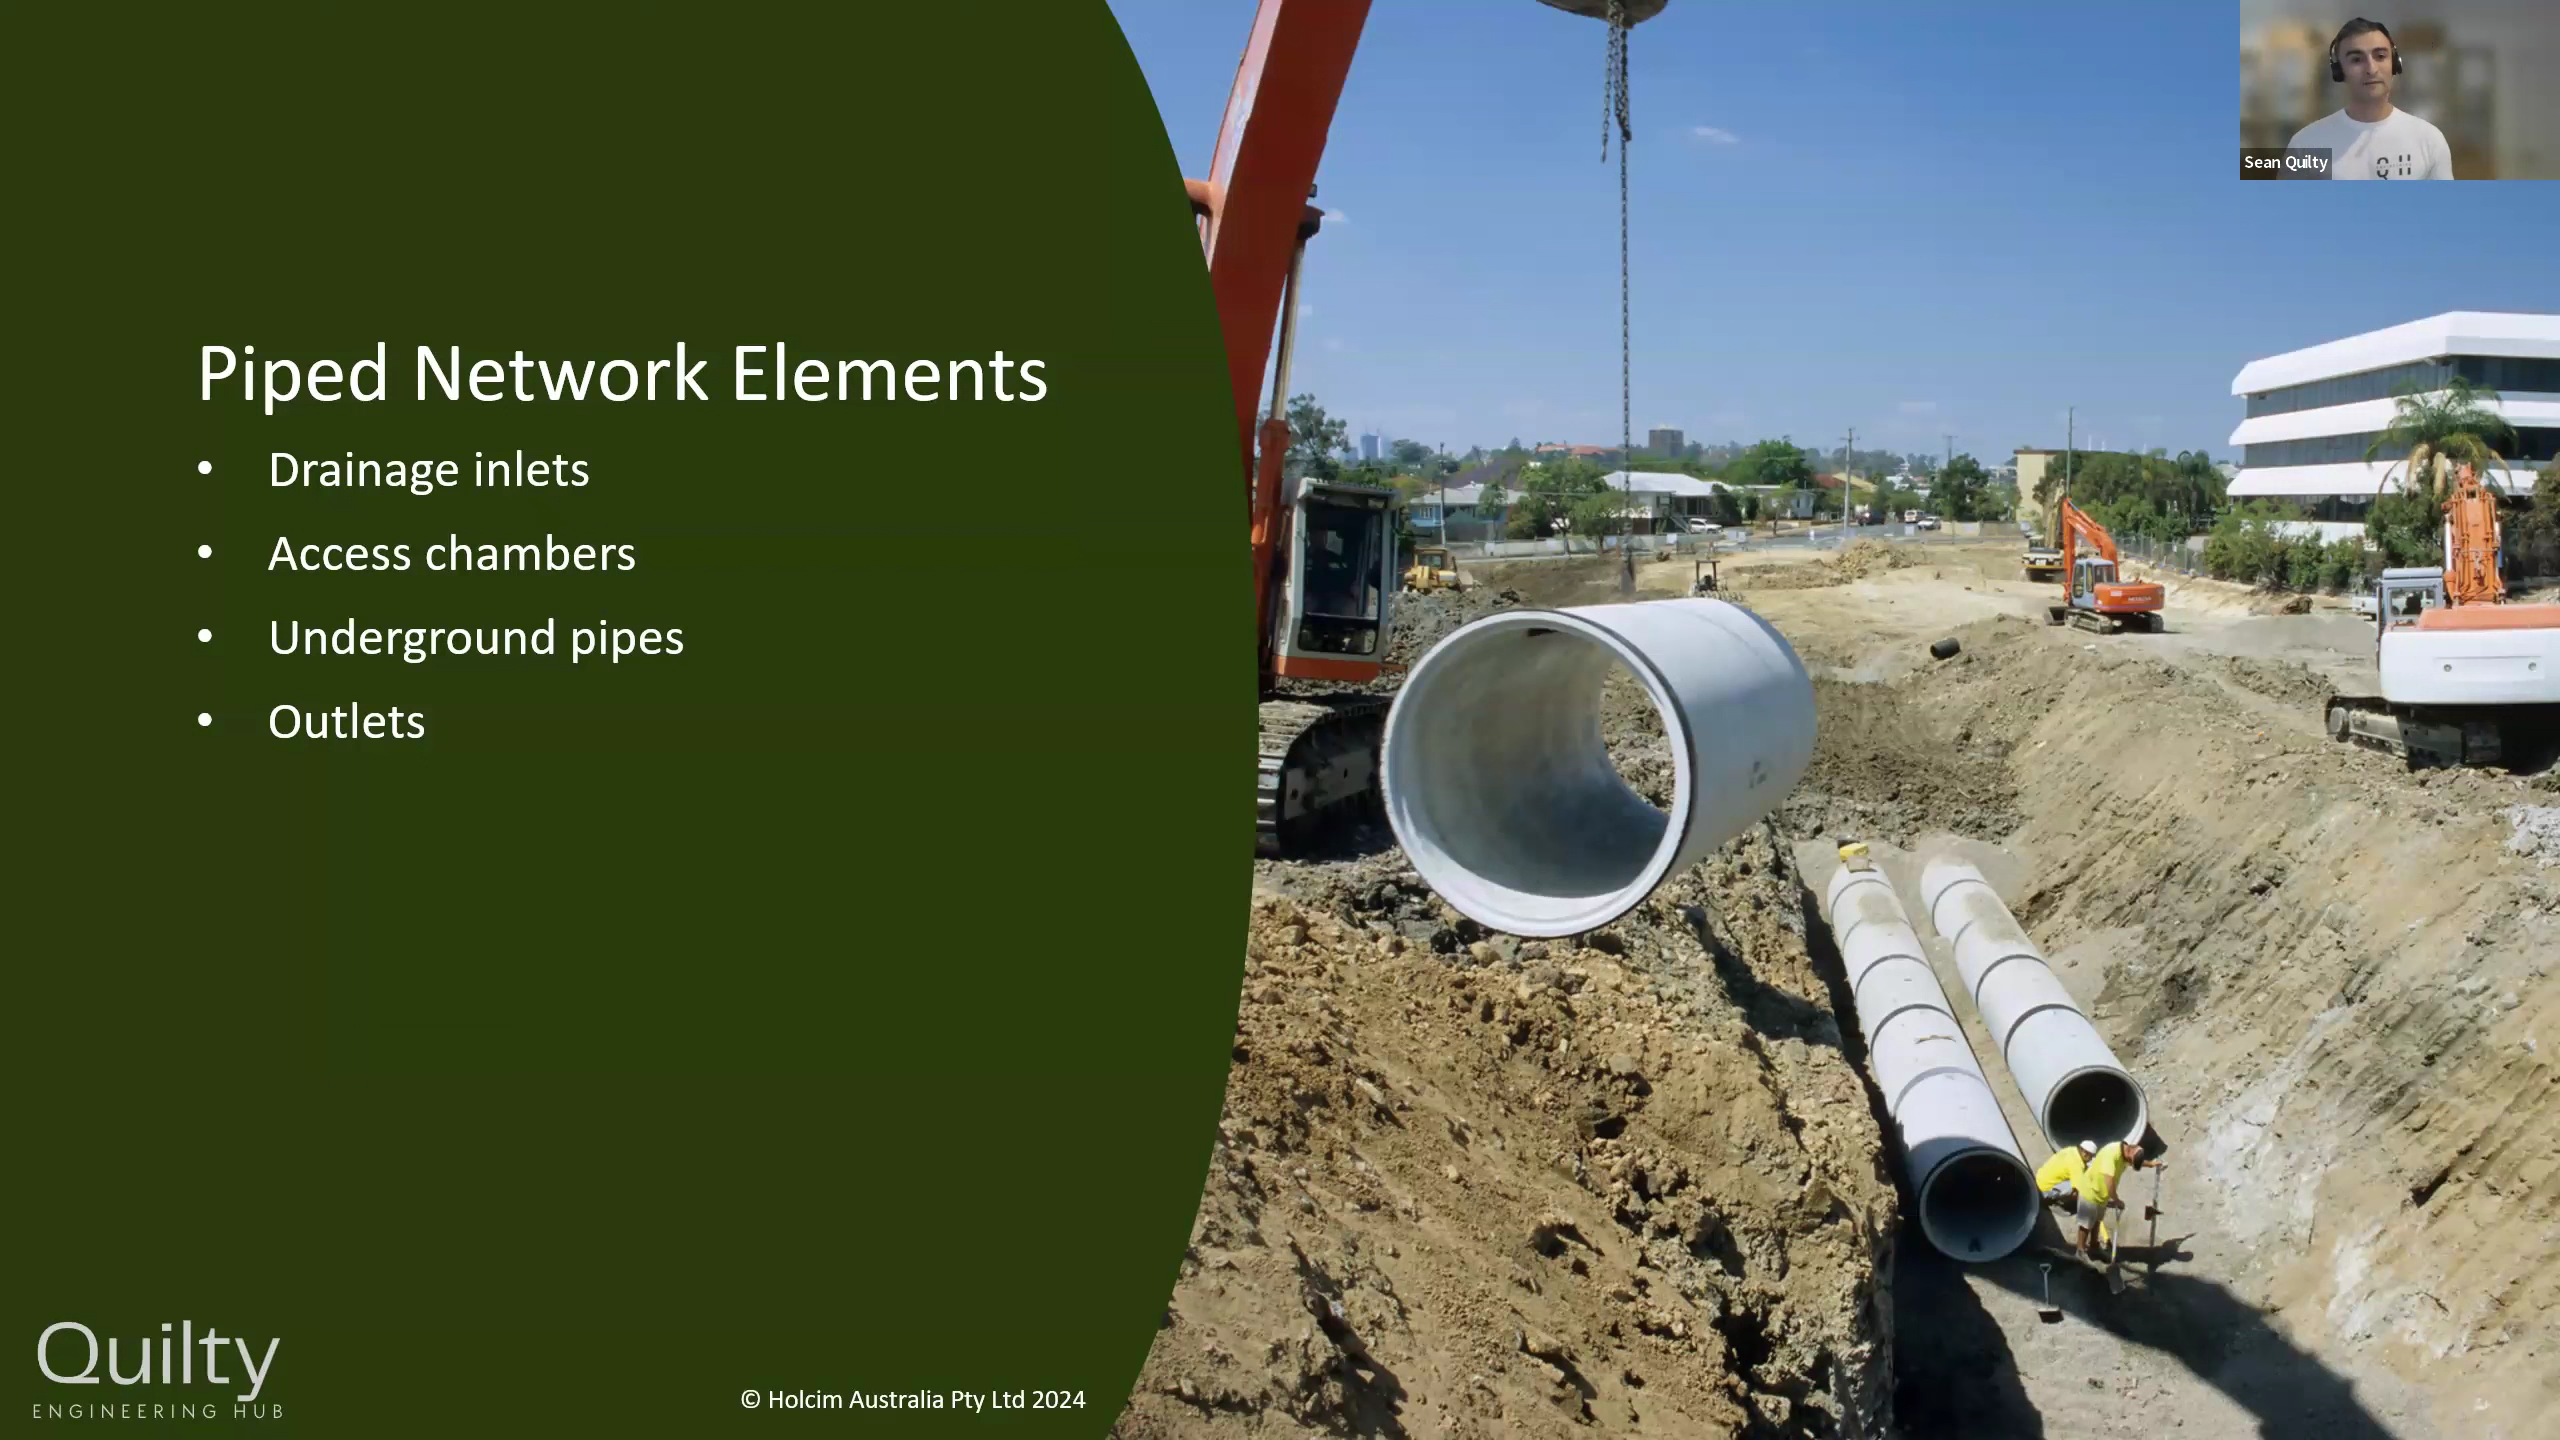 Sean Quilty
Piped Network Elements
• Drainage inlets
• Access chambers
• Underground pipes
• Outlets
Quilty
ENGINEERING HUB
© Holcim Australia Pty Ltd 2024